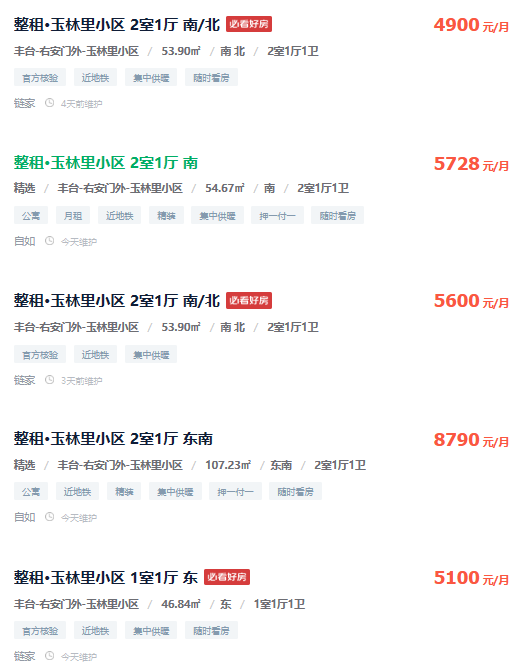 整租·玉林里小区 2室1厅 南/北 必看好房 4900 元/月
丰台-右安门外-玉林里小区 / 53.90㎡ / 南 北 / 2室1厅1卫
官方核验 近地铁 集中供暖 随时看房
链家 4天前维护
整租·玉林里小区 2室1厅 南 5728 元/月
精选 / 丰台-右安门外-玉林里小区 / 54.67㎡ / 南 / 2室1厅1卫
公寓 月租 近地铁 精装 集中供暖 押一付一 随时看房
自如 今天维护
整租·玉林里小区 2室1厅 南/北 必看好房 5600 元/月
丰台-右安门外-玉林里小区 / 53.90㎡ / 南 北 / 2室1厅1卫
官方核验 近地铁 集中供暖
链家 3天前维护
整租·玉林里小区 2室1厅 东南 8790 元/月
精选 / 丰台-右安门外-玉林里小区 / 107.23㎡ / 东南 / 2室1厅1卫
公寓 近地铁 精装 集中供暖 押一付一 随时看房
自如 今天维护
整租·玉林里小区 1室1厅 东 必看好房 5100 元/月
丰台-右安门外-玉林里小区 / 46.84㎡ / 东 / 1室1厅1卫
官方核验 近地铁 集中供暖 随时看房
链家 今天维护